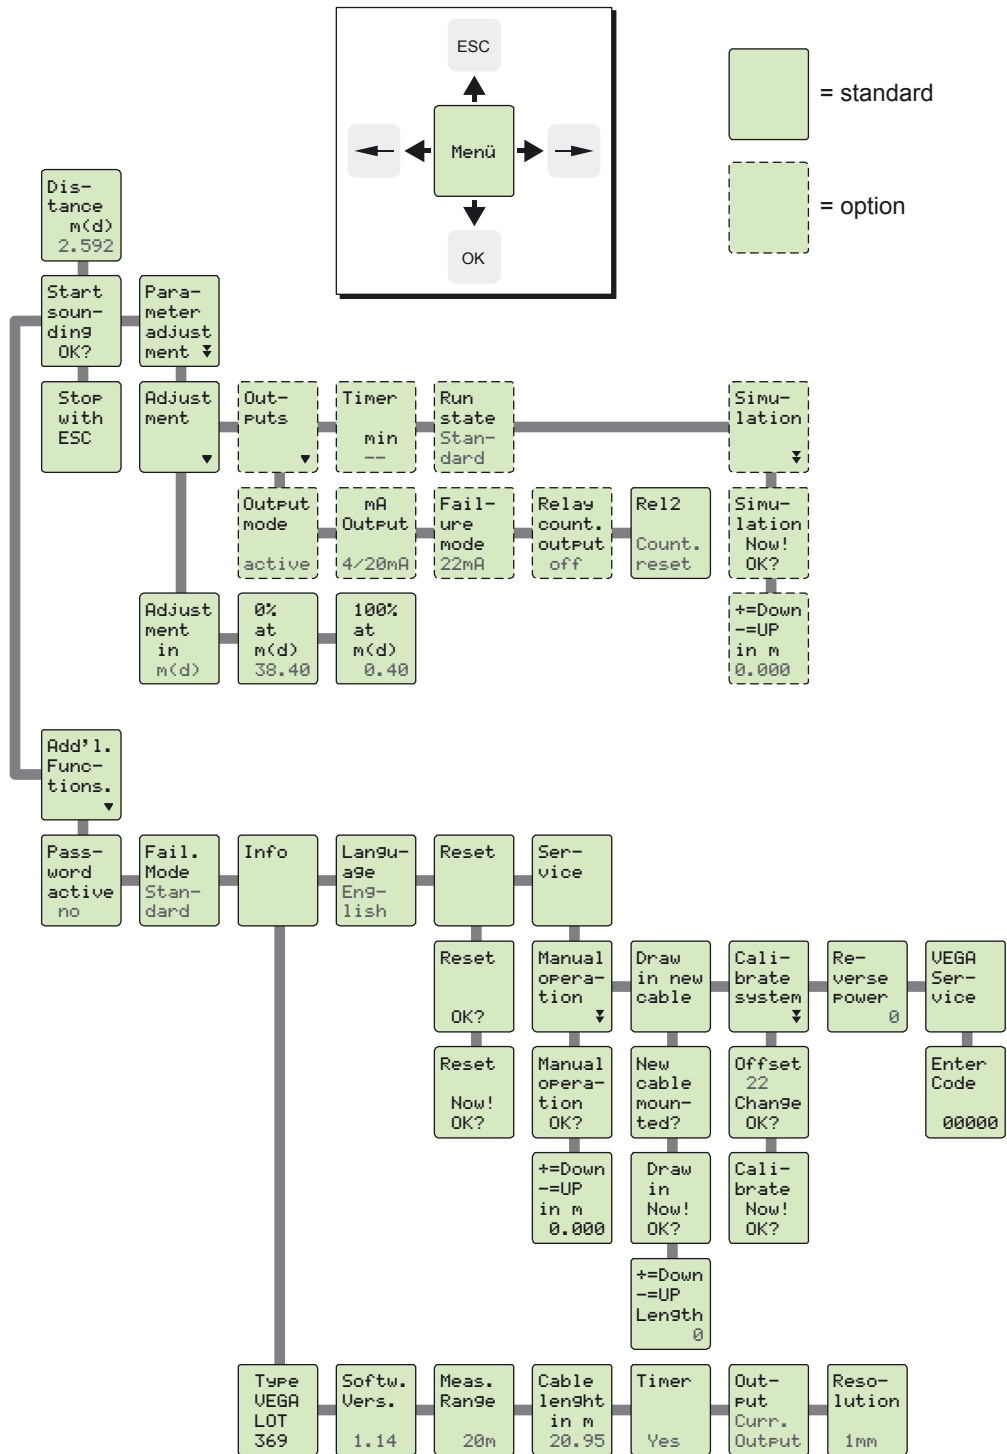 ESC
Menü
OK
= standard
= option
Dis-
tance
m(d)
2.592
Start
soun-
ding
OK?
Para-
meter
adjust
ment
Stop
with
ESC
Adjust
ment
Out-
puts
Timer
min
--
Run
state
Stan-
dard
Simu-
lation
Output
mode
active
mA
Output
4/20mA
Fail-
ure
mode
22mA
Relay
count.
output
off
Rel2
Count.
reset
Simu-
lation
Now!
OK?
Adjust
ment
in
m(d)
0%
at
m(d)
38.40
100%
at
m(d)
0.40
+=Down
-=UP
in m
0.000
Add'l.
Func-
tions.
Pass-
word
active
no
Fail.
Mode
Stan-
dard
Info
Langu-
age
Eng-
lish
Reset
Ser-
vice
Reset
OK?
Manual
opera-
tion
Draw
in new
cable
Cali-
brate
system
Re-
verse
power
0
VEGA
Ser-
vice
Reset
Now!
OK?
Manual
opera-
tion
OK?
New
cable
moun-
ted?
Offset
22
Change
OK?
Enter
Code
00000
+=Down
-=UP
in m
0.000
Draw
in
Now!
OK?
Cali-
brate
Now!
OK?
+=Down
-=UP
Length
0
Type
VEGA
LOT
369
Softw.
Vers.
1.14
Meas.
Range
20m
Cable
lenght
in m
20.95
Timer
Yes
Out-
put
Curr.
Output
Reso-
lution
1mm